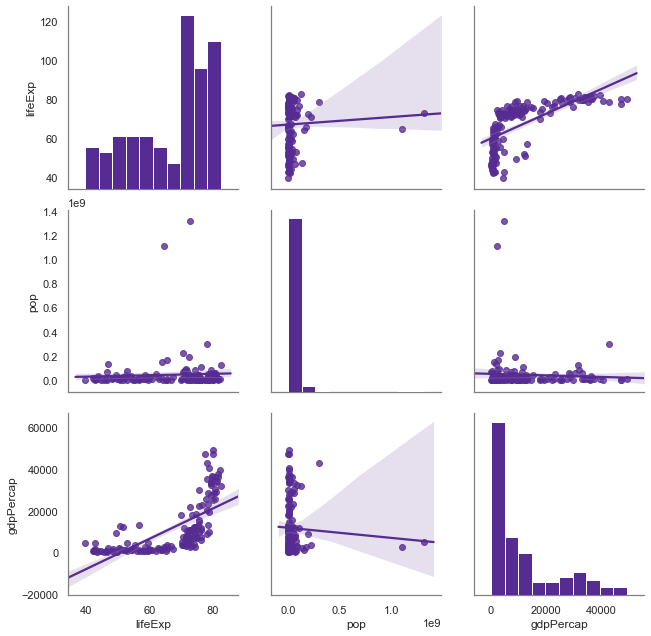 120
100
80
60
40
lifeExp
1e9
1.4
1.2
1.0
0.8
0.6
0.4
0.2
0.0
pop
60000
40000
20000
0
−20000
gdpPercap
40 60 80
lifeExp
0.0 0.5 1.0
1e9
pop
0 20000 40000
gdpPercap